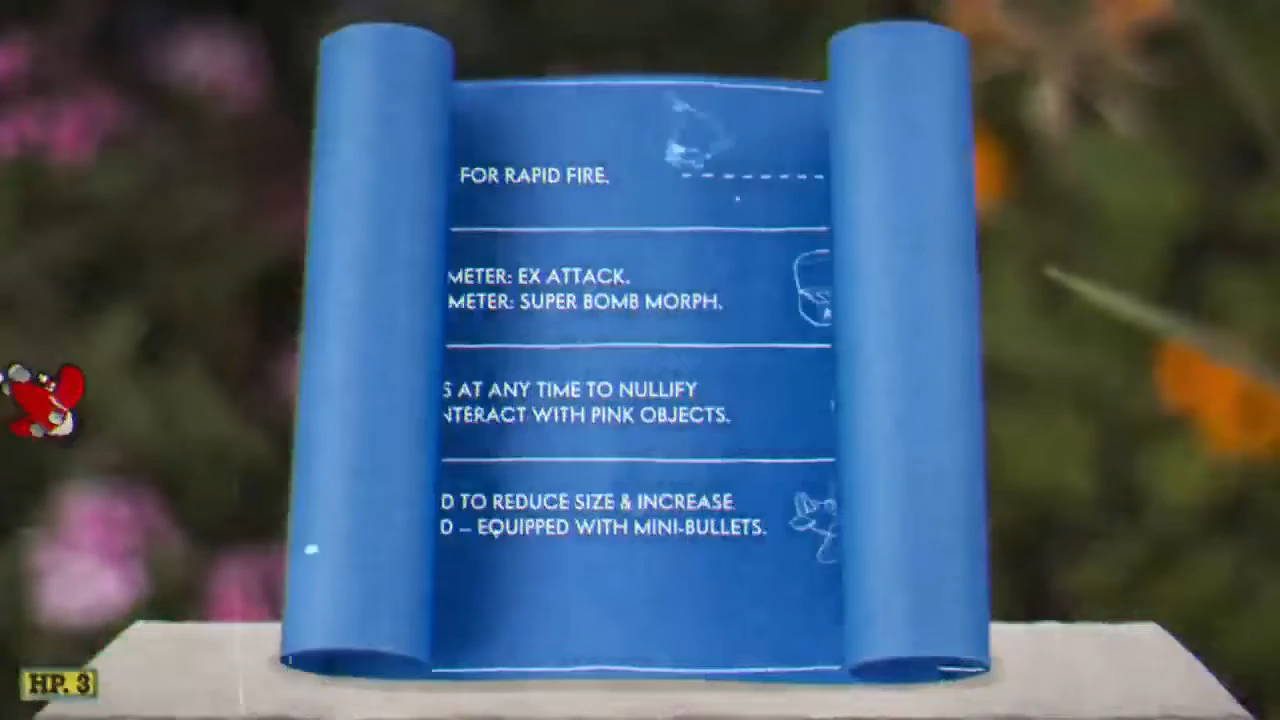 FOR RAPID FIRE.
METER: EX ATTACK.
METER: SUPER BOMB MORPH.
AT ANY TIME TO NULLIFY
NTERACT WITH PINK OBJECTS.
D TO REDUCE SIZE & INCREASE
– EQUIPPED WITH MINI-BULLETS.
HP. 3